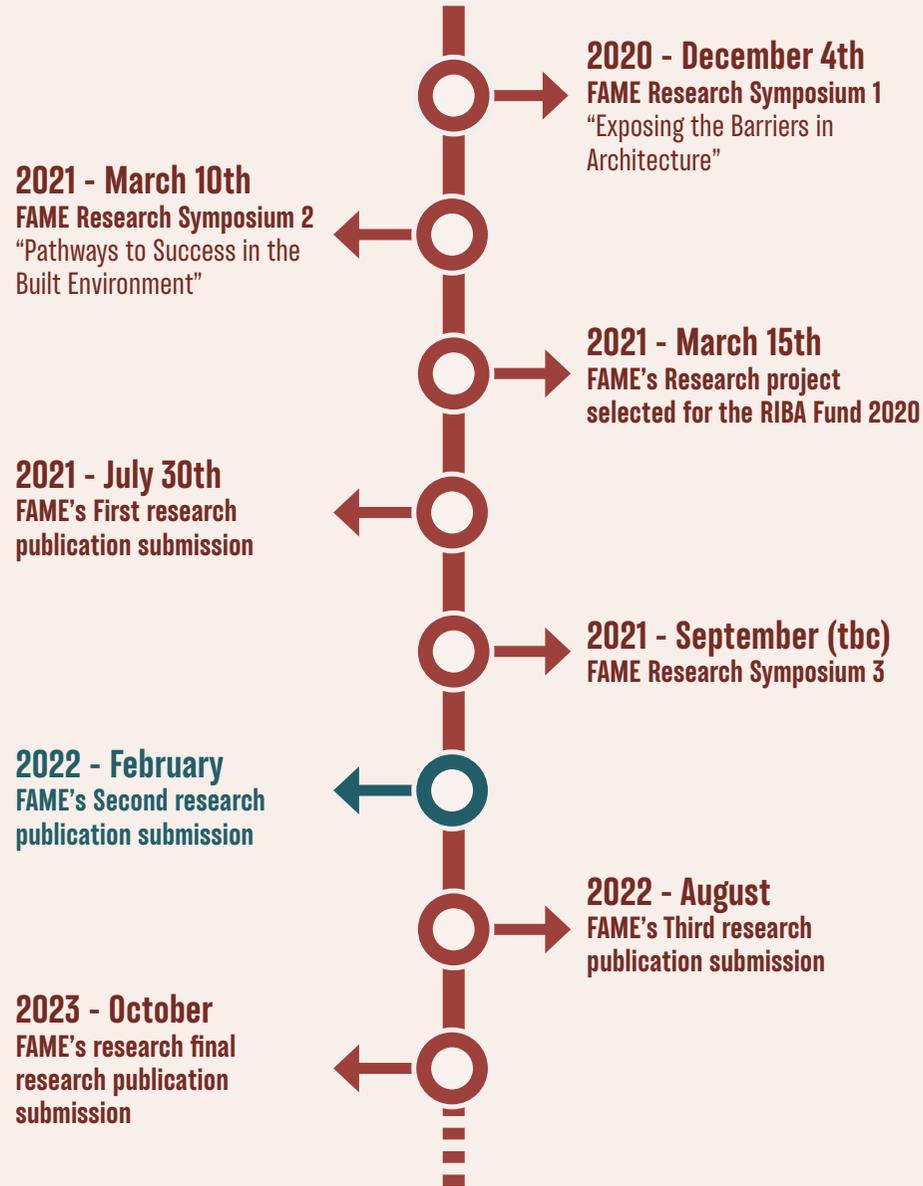 2020 - December 4th
FAME Research Symposium 1
“Exposing the Barriers in
Architecture”
2021 - March 10th
FAME Research Symposium 2
“Pathways to Success in the
Built Environment”
2021 - March 15th
FAME’s Research project
selected for the RIBA Fund 2020
2021 - July 30th
FAME’s First research
publication submission
2021 - September (tbc)
FAME Research Symposium 3
2022 - February
FAME’s Second research
publication submission
2022 - August
FAME’s Third research
publication submission
2023 - October
FAME’s research final
research publication
submission